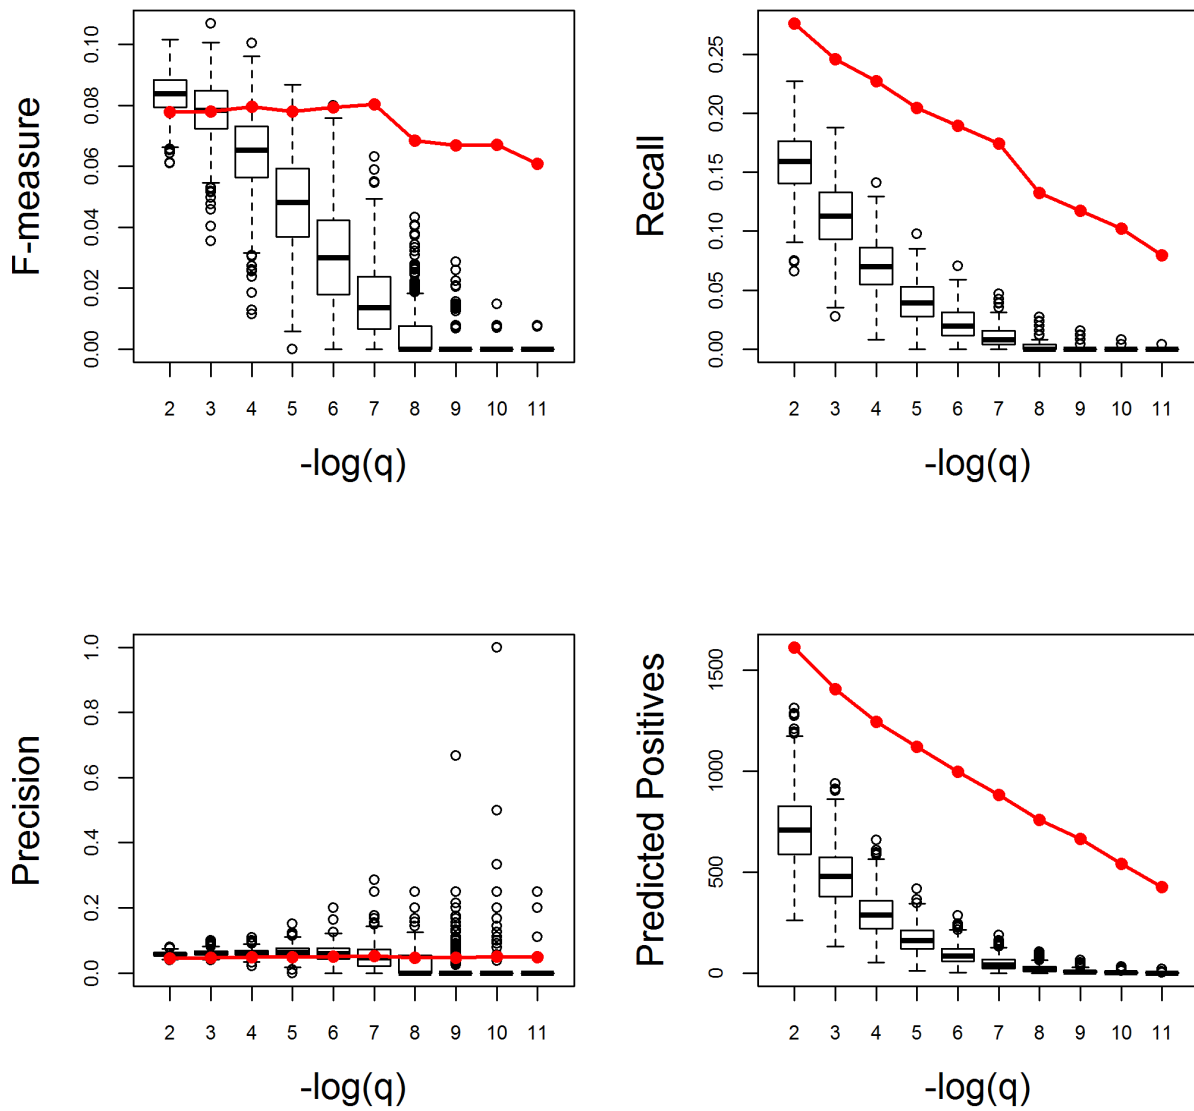 F-measure
0.00 0.02 0.04 0.06 0.08 0.10
2 3 4 5 6 7 8 9 10 11
-log(q)
Recall
0.00 0.05 0.10 0.15 0.20 0.25
2 3 4 5 6 7 8 9 10 11
-log(q)
Precision
0.0 0.2 0.4 0.6 0.8 1.0
2 3 4 5 6 7 8 9 10 11
-log(q)
Predicted Positives
0 500 1000 1500
2 3 4 5 6 7 8 9 10 11
-log(q)